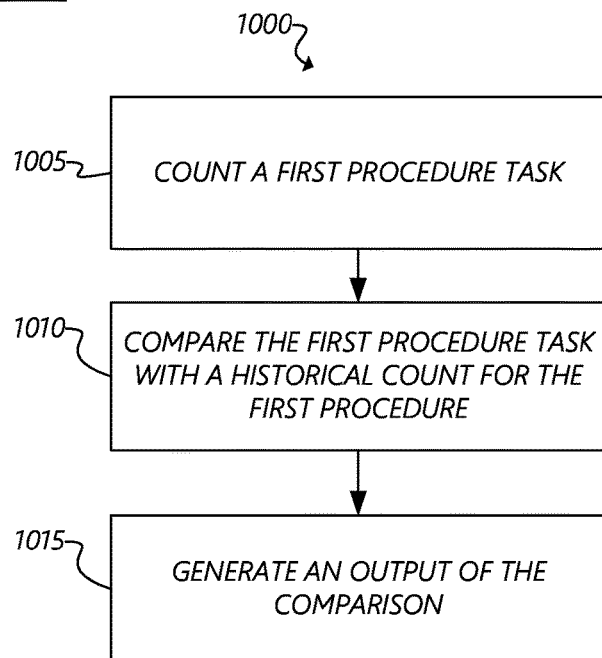 1000
1005
COUNT A FIRST PROCEDURE TASK
1010
COMPARE THE FIRST PROCEDURE TASK
WITH A HISTORICAL COUNT FOR THE
FIRST PROCEDURE
1015
GENERATE AN OUTPUT OF THE
COMPARISON